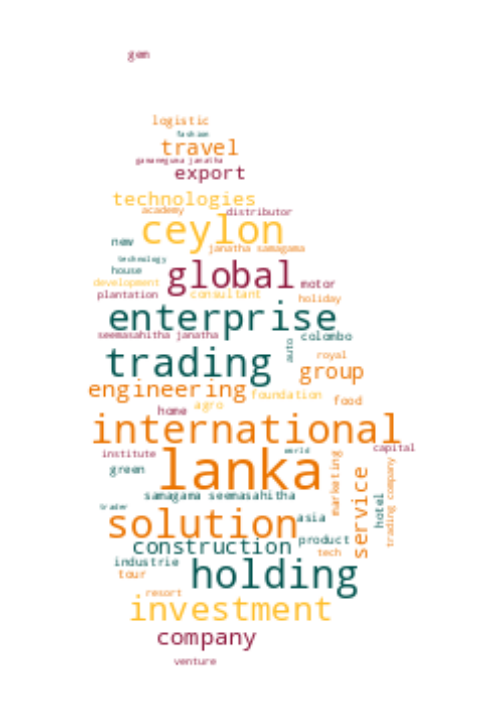 gem
logistic
fashion
travel
gamameguna janatha
export
technologies
academy distributor
ceylon
new janatha samagama
technology
house global
development motor
plantation consultant holiday
enterprise
seemasahitha janatha colombo
auto
trading royal
group
engineering foundation
agro food
home
international
institute world capital
green lanka
marketing
service
hotel
trading company
samagama seemasahitha
trader
solution asia
construction product
tech
industrie
tour holding
resort
investment
company
venture